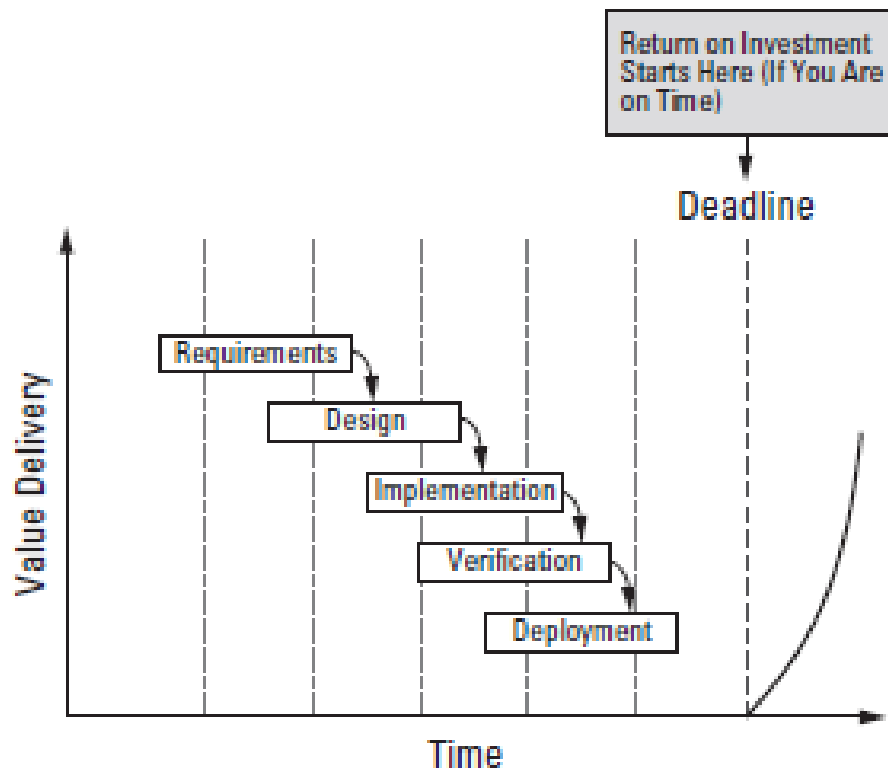 Return on Investment
Starts Here (If You Are
on Time)
Deadline
Requirements
Design
Implementation
Verification
Deployment
Value Delivery
Time